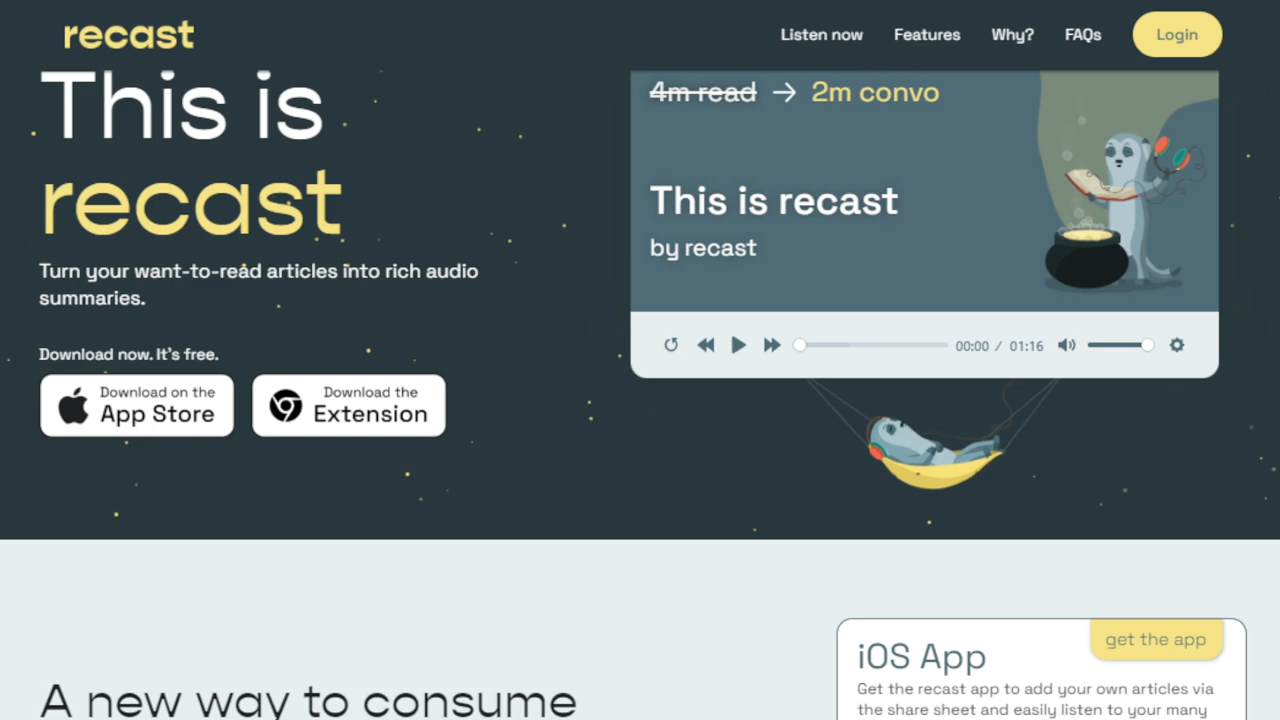 recast
Listen now
Features
Why?
FAQs
Login
This is
recast
Turn your want-to-read articles into rich audio
summaries.
Download now. It's free.
Download on the
App Store
Download the
Extension
4m read → 2m convo
This is recast
by recast
00:00 / 01:16
A new way to consume
iOS App
get the app
Get the recast app to add your own articles via
the share sheet and easily listen to your many